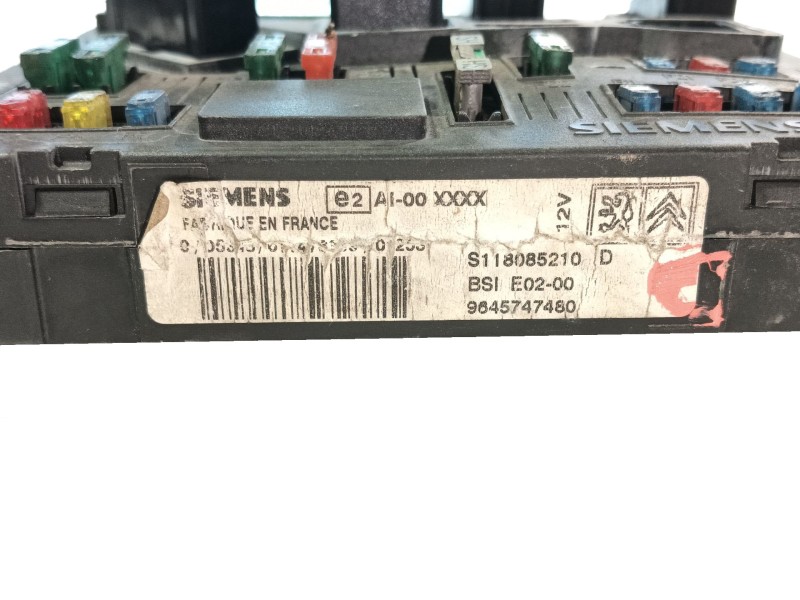 SIEMENS
SIEMENS e2 AI-00 XXXX
FABRIQUE EN FRANCE
12V
S118085210 D
BSI E02-00
9645747480